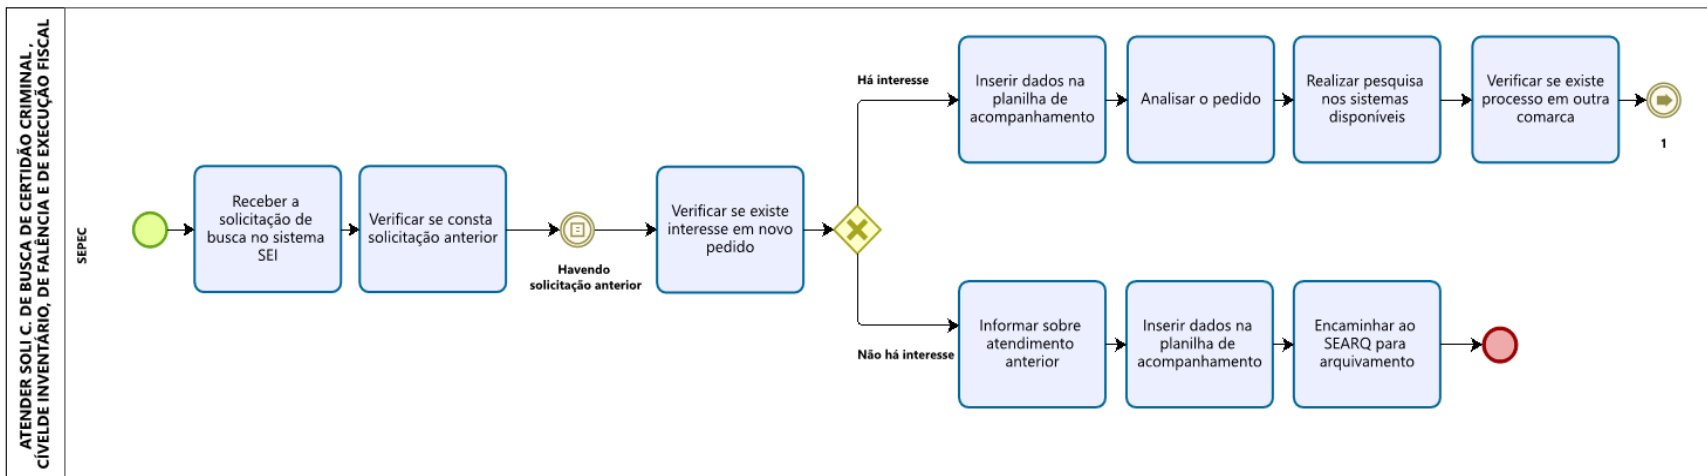 ATENDER SOLI C. DE BUSCA DE CERTIDÃO CRIMINAL ,
CÍVELDE INVENTÁRIO, DE FALÊNCIA E DE EXECUÇÃO FISCAL
SEPEC
Receber a
solicitação de
busca no sistema
SEI
Verificar se consta
solicitação anterior
Havendo
solicitação anterior
Verificar se existe
interesse em novo
pedido
Há interesse
Inserir dados na
planilha de
acompanhamento
Analisar o pedido
Realizar pesquisa
nos sistemas
disponíveis
Verificar se existe
processo em outra
comarca
1
Não há interesse
Informar sobre
atendimento
anterior
Inserir dados na
planilha de
acompanhamento
Encaminhar ao
SEARQ para
arquivamento